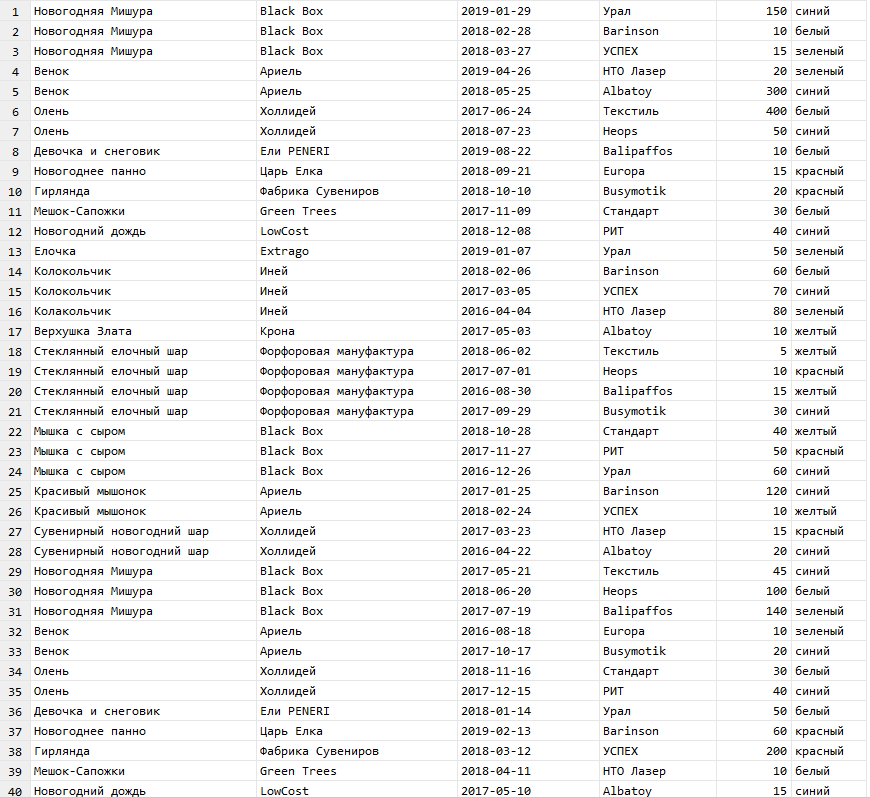 1 Новогодняя Мишура Black Box 2019-01-29 Урал 150 синий
2 Новогодняя Мишура Black Box 2018-02-28 Barinson 10 белый
3 Новогодняя Мишура Black Box 2018-03-27 УСПЕХ 15 зеленый
4 Венок Ариель 2019-04-26 НТО Лазер 20 зеленый
5 Венок Ариель 2018-05-25 Albatoy 300 синий
6 Олень Холлидей 2017-06-24 Текстиль 400 белый
7 Олень Холлидей 2018-07-23 Heops 50 синий
8 Девочка и снеговик Ели PENERI 2019-08-22 Balipaffos 10 белый
9 Новогоднее панно Царь Елка 2018-09-21 Europa 15 красный
10 Гирлянда Фабрика Сувениров 2018-10-10 Busymotik 20 красный
11 Мешок-Сапожки Green Trees 2017-11-09 Стандарт 30 белый
12 Новогодний дождь LowCost 2018-12-08 РИТ 40 синий
13 Елочка Extrago 2019-01-07 Урал 50 зеленый
14 Колокольчик Иней 2018-02-06 Barinson 60 белый
15 Колокольчик Иней 2017-03-05 УСПЕХ 70 синий
16 Колакольчик Иней 2016-04-04 НТО Лазер 80 зеленый
17 Верхушка Злата Крона 2017-05-03 Albatoy 10 желтый
18 Стеклянный елочный шар Форфоровая мануфактура 2018-06-02 Текстиль 5 желтый
19 Стеклянный елочный шар Форфоровая мануфактура 2017-07-01 Heops 10 красный
20 Стеклянный елочный шар Форфоровая мануфактура 2016-08-30 Balipaffos 15 желтый
21 Стеклянный елочный шар Форфоровая мануфактура 2017-09-29 Busymotik 30 синий
22 Мышка с сыром Black Box 2018-10-28 Стандарт 40 желтый
23 Мышка с сыром Black Box 2017-11-27 РИТ 50 красный
24 Мышка с сыром Black Box 2016-12-26 Урал 60 синий
25 Красивый мышонок Ариель 2017-01-25 Barinson 120 синий
26 Красивый мышонок Ариель 2018-02-24 УСПЕХ 10 желтый
27 Сувенирный новогодний шар Холлидей 2017-03-23 НТО Лазер 15 красный
28 Сувенирный новогодний шар Холлидей 2016-04-22 Albatoy 20 синий
29 Новогодняя Мишура Black Box 2017-05-21 Текстиль 45 синий
30 Новогодняя Мишура Black Box 2018-06-20 Heops 100 белый
31 Новогодняя Мишура Black Box 2017-07-19 Balipaffos 140 зеленый
32 Венок Ариель 2016-08-18 Europa 10 зеленый
33 Венок Ариель 2017-10-17 Busymotik 20 синий
34 Олень Холлидей 2018-11-16 Стандарт 30 белый
35 Олень Холлидей 2017-12-15 РИТ 40 синий
36 Девочка и снеговик Ели PENERI 2018-01-14 Урал 50 белый
37 Новогоднее панно Царь Елка 2019-02-13 Barinson 60 красный
38 Гирлянда Фабрика Сувениров 2018-03-12 УСПЕХ 200 красный
39 Мешок-Сапожки Green Trees 2018-04-11 НТО Лазер 10 белый
40 Новогодний дождь LowCost 2017-05-10 Albatoy 15 синий